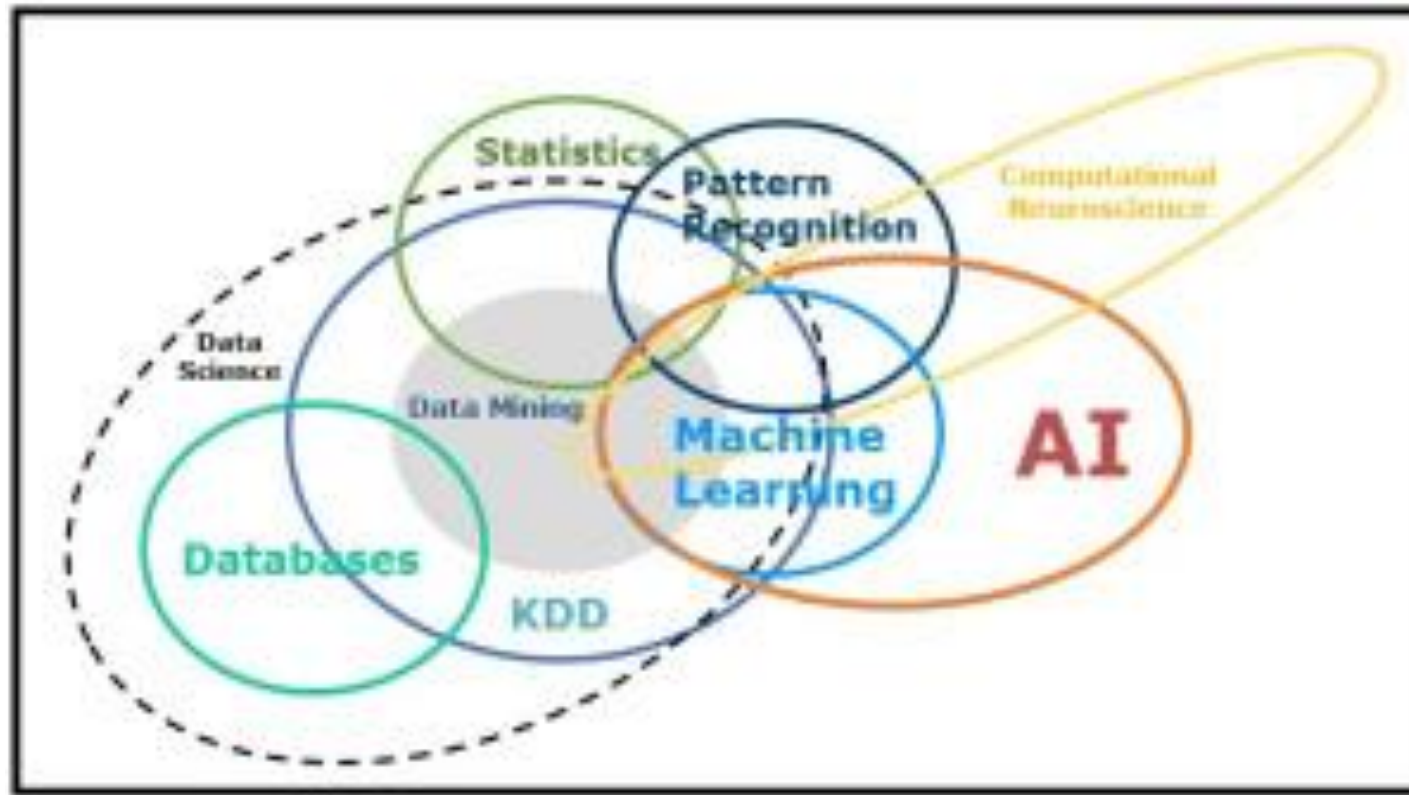 Statistics
Pattern
Recognition
Computational
Neuroscience
Data
Science
Data Mining
Machine
Learning
AI
Databases
KDD